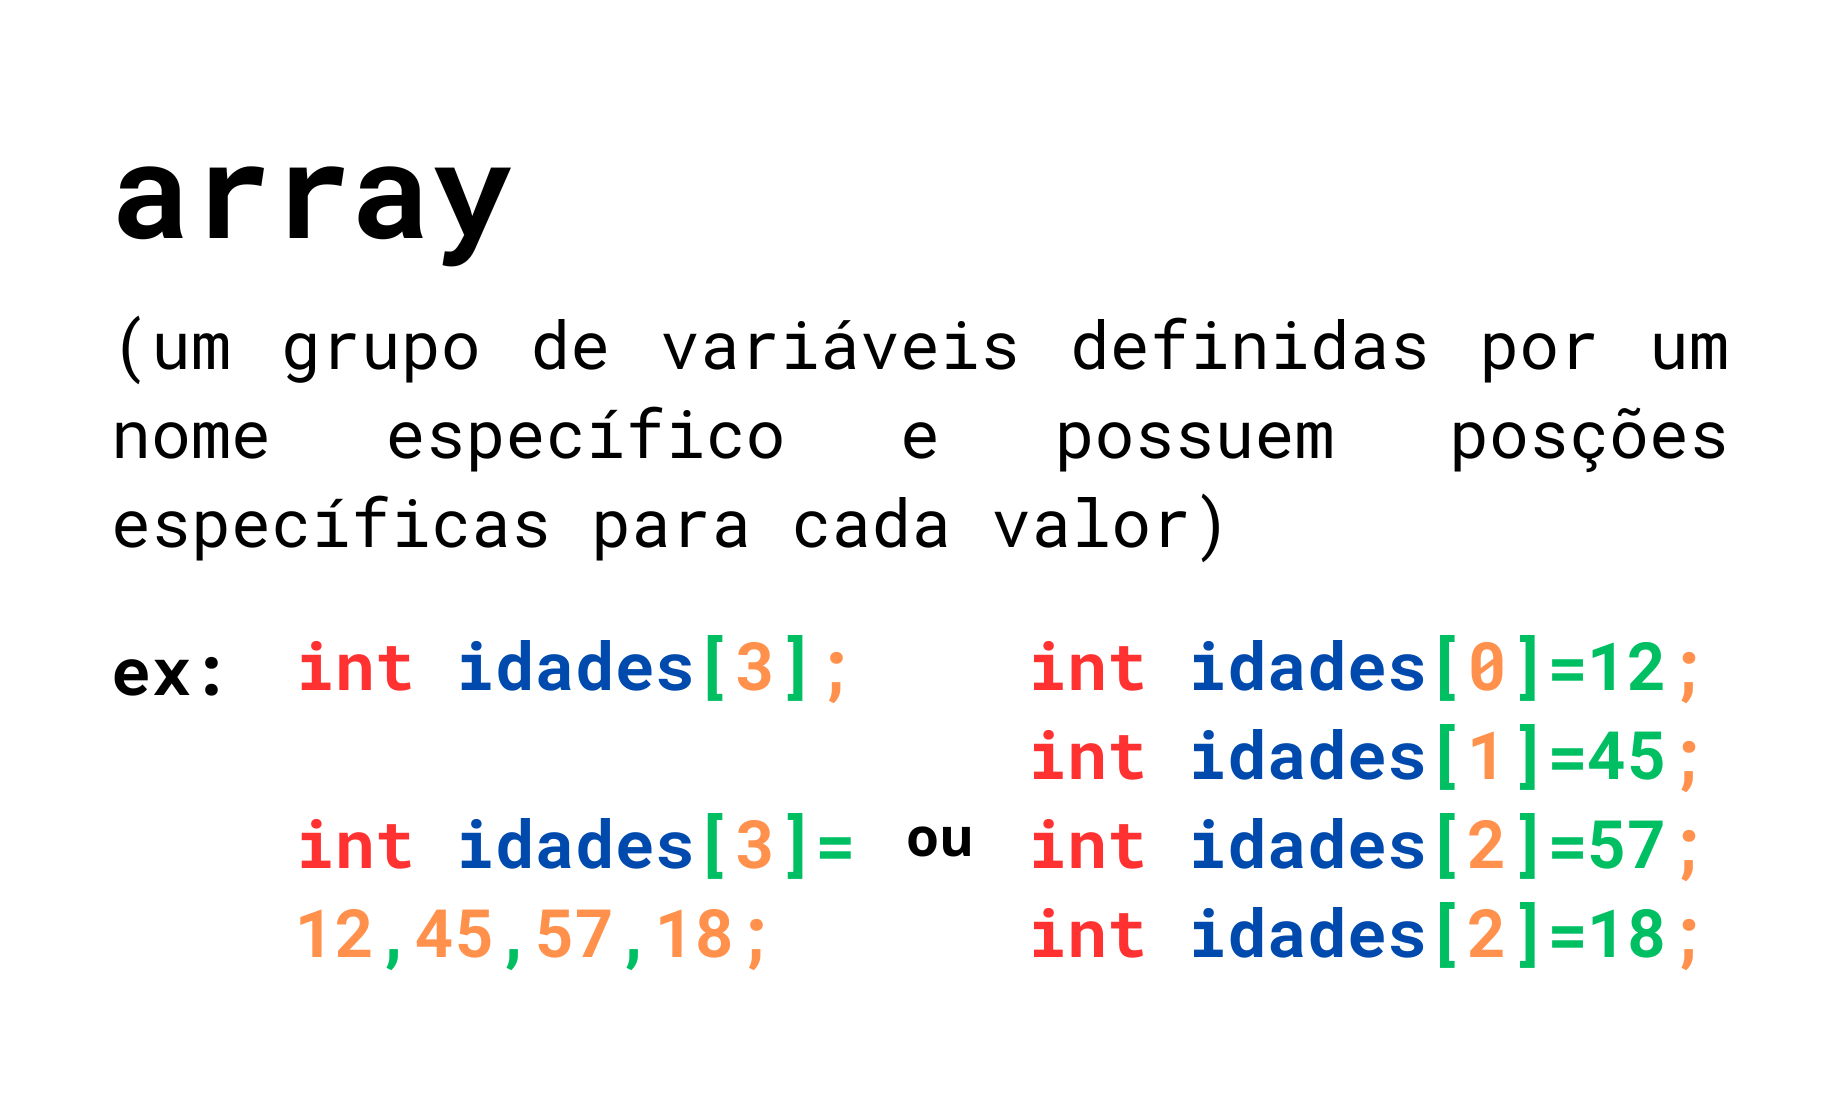 array
(um grupo de variáveis definidas por um
nome específico e possuem posções
específicas para cada valor)
ex:
int idades[3];
int idades[3]=
12,45,57,18;
ou
int idades[0]=12;
int idades[1]=45;
int idades[2]=57;
int idades[2]=18;